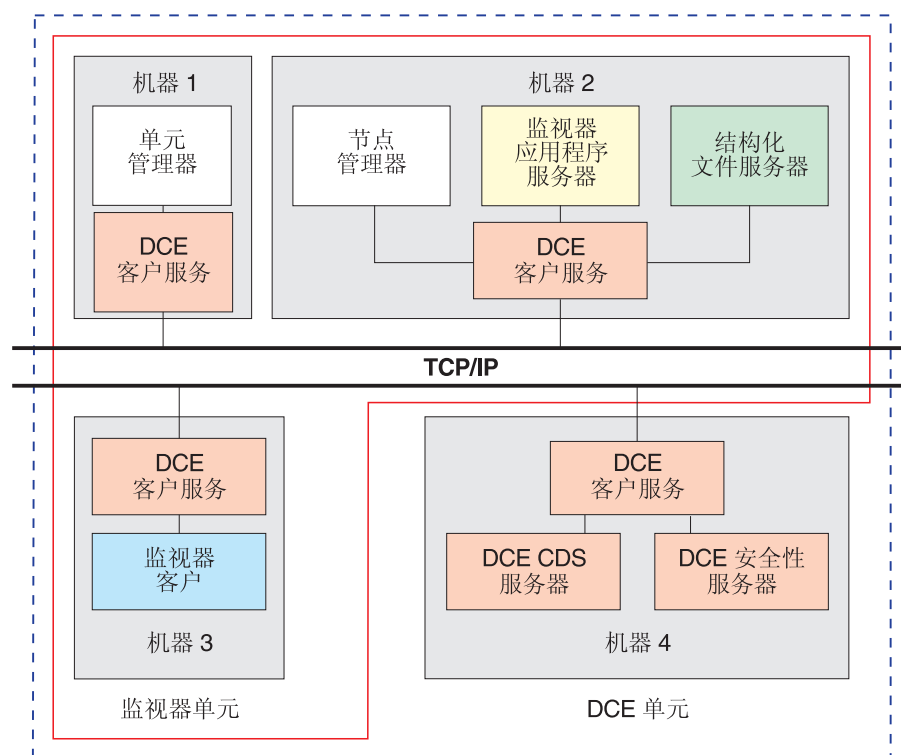 机器 1
单元
管理器
DCE
客户服务
机器 2
节点
管理器
监视器
应用程序
服务器
结构化
文件服务器
DCE
客户服务
TCP/IP
DCE
客户服务
监视器
客户
机器 3
监视器单元
DCE
客户服务
DCE CDS
服务器
DCE 安全性
服务器
机器 4
DCE 单元